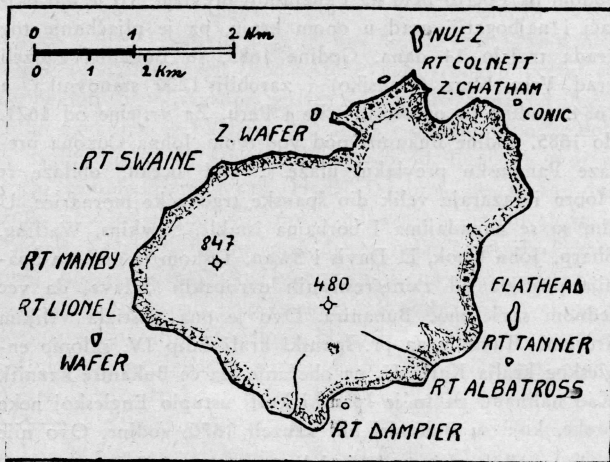 0 1 2 Nm
0 1 2 Km
NUEZ
RT COLNETT
Z. CHATHAM
CONIC
Z. WAFER
RT SWAINE
847
RT MANBY
480
FLATHEAD
RT LIONEL
RT TANNER
WAFER
RT ALBATROSS
RT DAMPIER